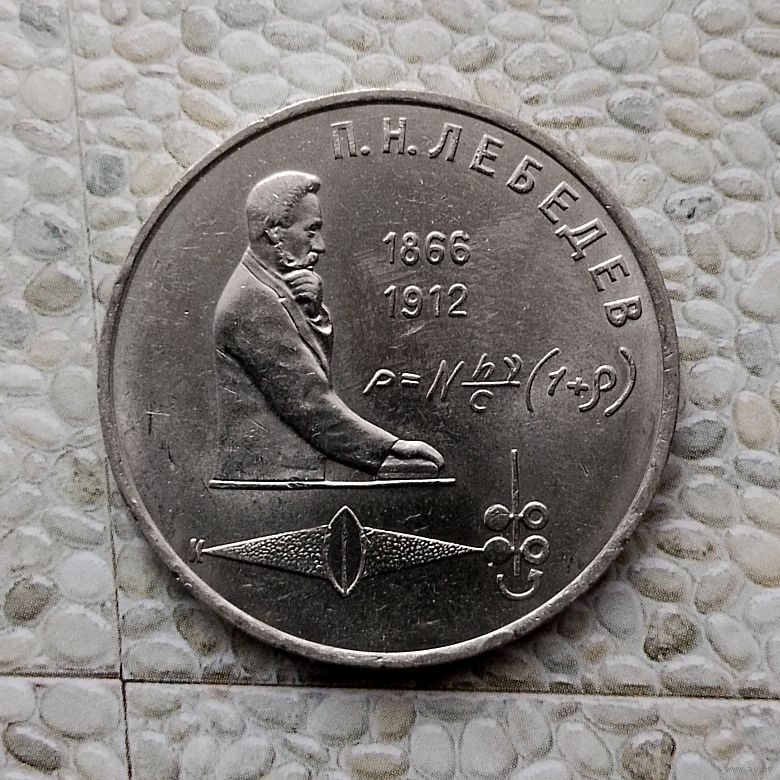 П.Н.ЛЕБЕДЕВ
1866
1912
p=N hν/c (1+ρ)
К